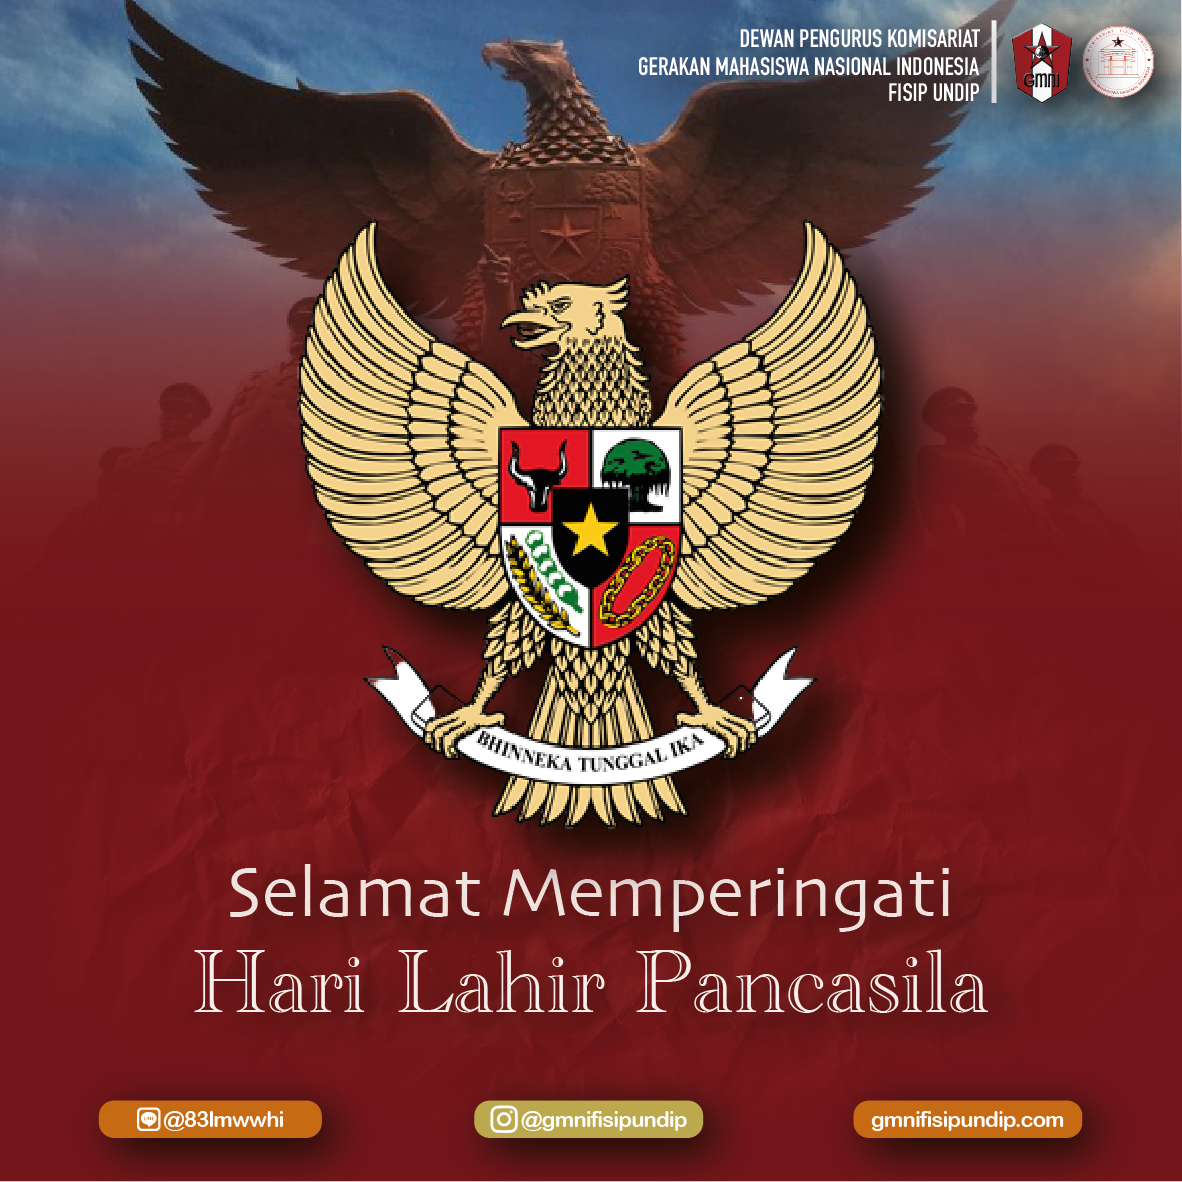 DEWAN PENGURUS KOMISARIAT
GERAKAN MAHASISWA NASIONAL INDONESIA
FISIP UNDIP
GMNI
BHINNEKA TUNGGAL IKA
Selamat Memperingati
Hari Lahir Pancasila
@83lmwwhi
@gmnifisipundip
gmnifisipundip.com